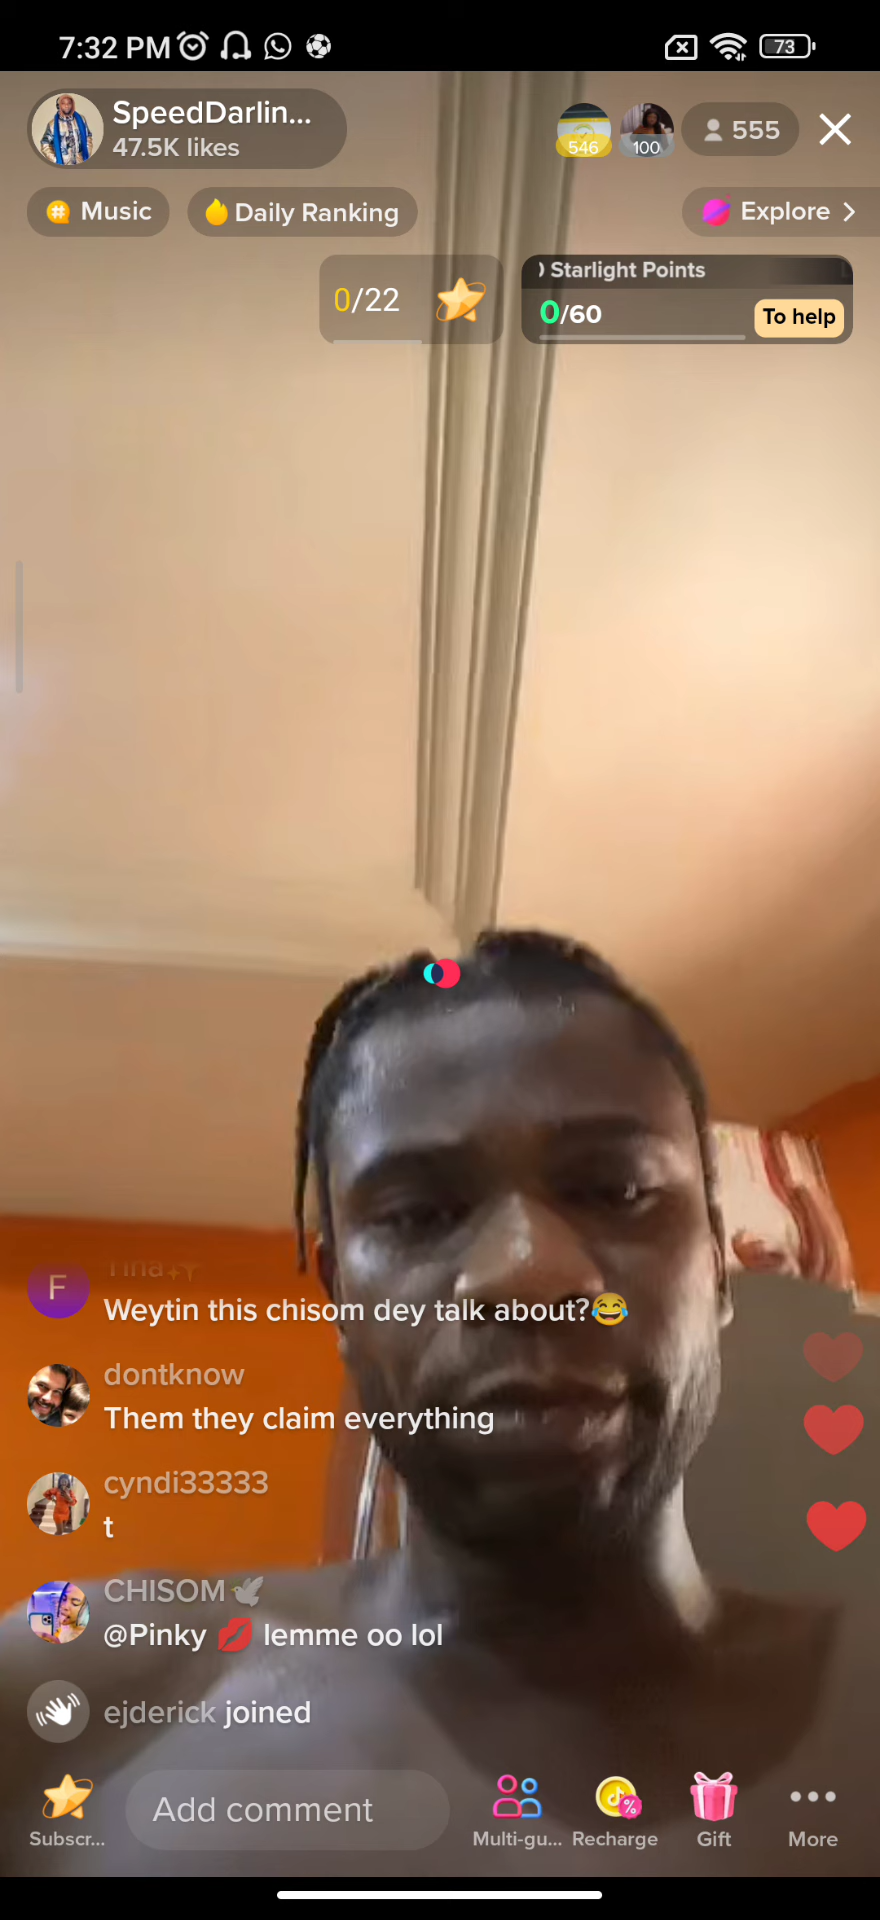 7:32 PM
73
SpeedDarlin...
47.5K likes
546
100
555
Music
Daily Ranking
Explore
0/22
Starlight Points
0/60
To help
F
Tina
Weytin this chisom dey talk about?😂
dontknow
Them they claim everything
cyndi33333
t
CHISOM🕊
@Pinky 💋 lemme oo lol
ejderick joined
Subscr...
Add comment
Multi-gu...
Recharge
Gift
More